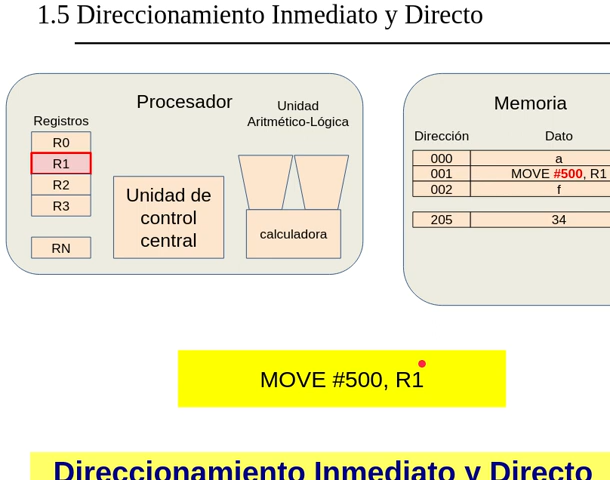 1.5 Direccionamiento Inmediato y Directo
Procesador
Registros
R0
R1
R2
R3
RN
Unidad de
control
central
Unidad
Aritmético-Lógica
calculadora
Memoria
Dirección Dato
000 a
001 MOVE #500, R1
002 f
205 34
MOVE #500, R1
Direccionamiento Inmediato y Directo